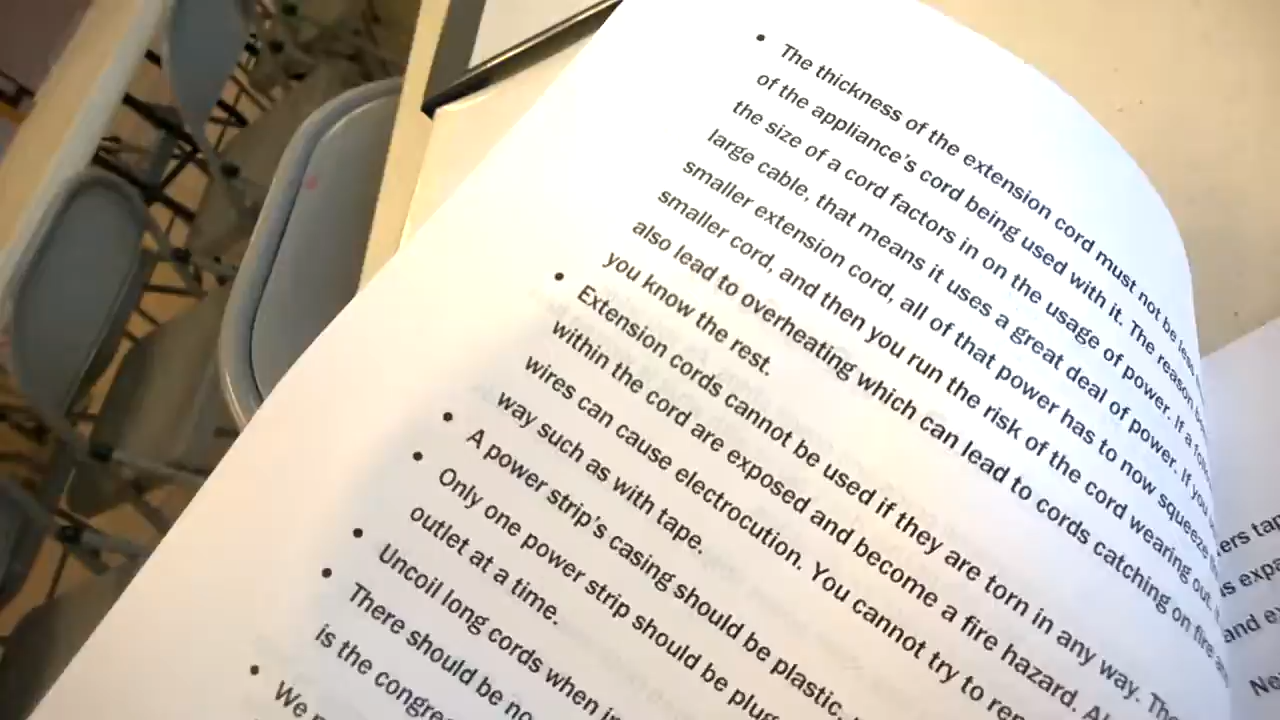 • The thickness of the extension cord must not be less
of the appliance's cord being used with it. The reason
the size of a cord factors in on the usage of power. If a
large cable, that means it uses a great deal of power. If you
smaller extension cord, all of that power has to now squeeze
smaller cord, and then you run the risk of the cord wearing out.
also lead to overheating which can lead to cords catching on fire
you know the rest.
• Extension cords cannot be used if they are torn in any way. The
within the cord are exposed and become a fire hazard.
wires can cause electrocution. You cannot try to
way such as with tape.
• A power strip's casing should be plastic,
• Only one power strip should be
outlet at a time.
• Uncoil long cords when
• There should be
is the
• We
and